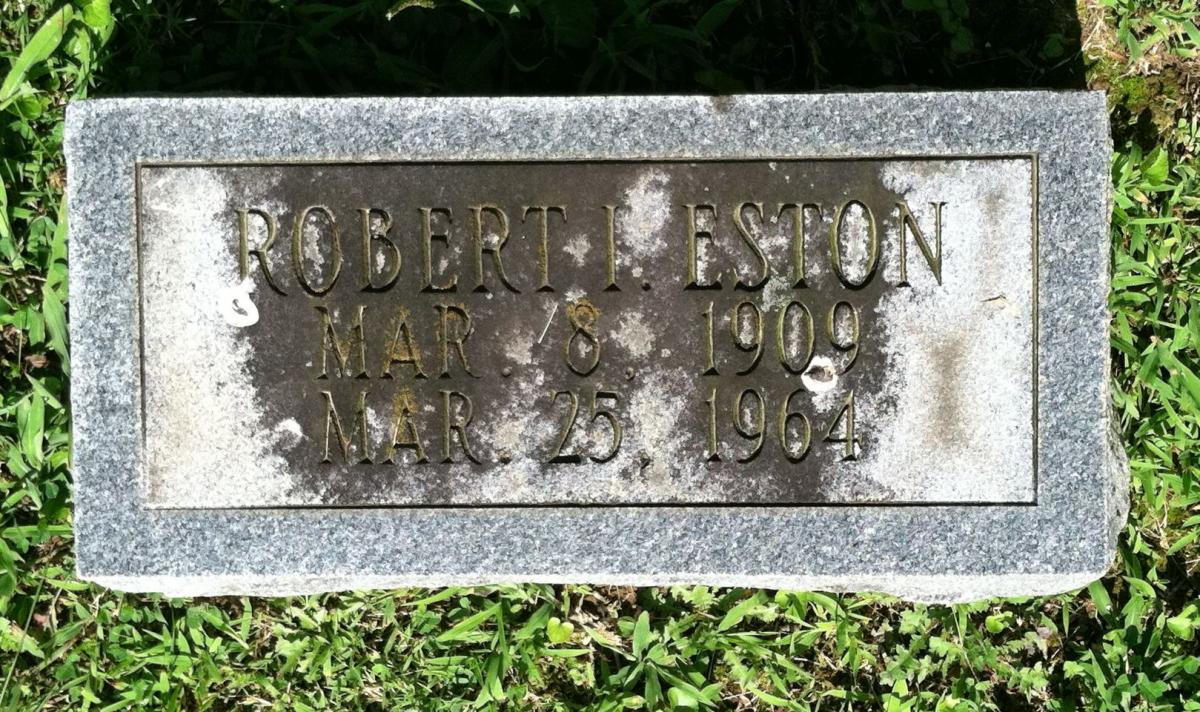 ROBERT I. ESTON
MAR. 8, 1909
MAR. 25, 1964